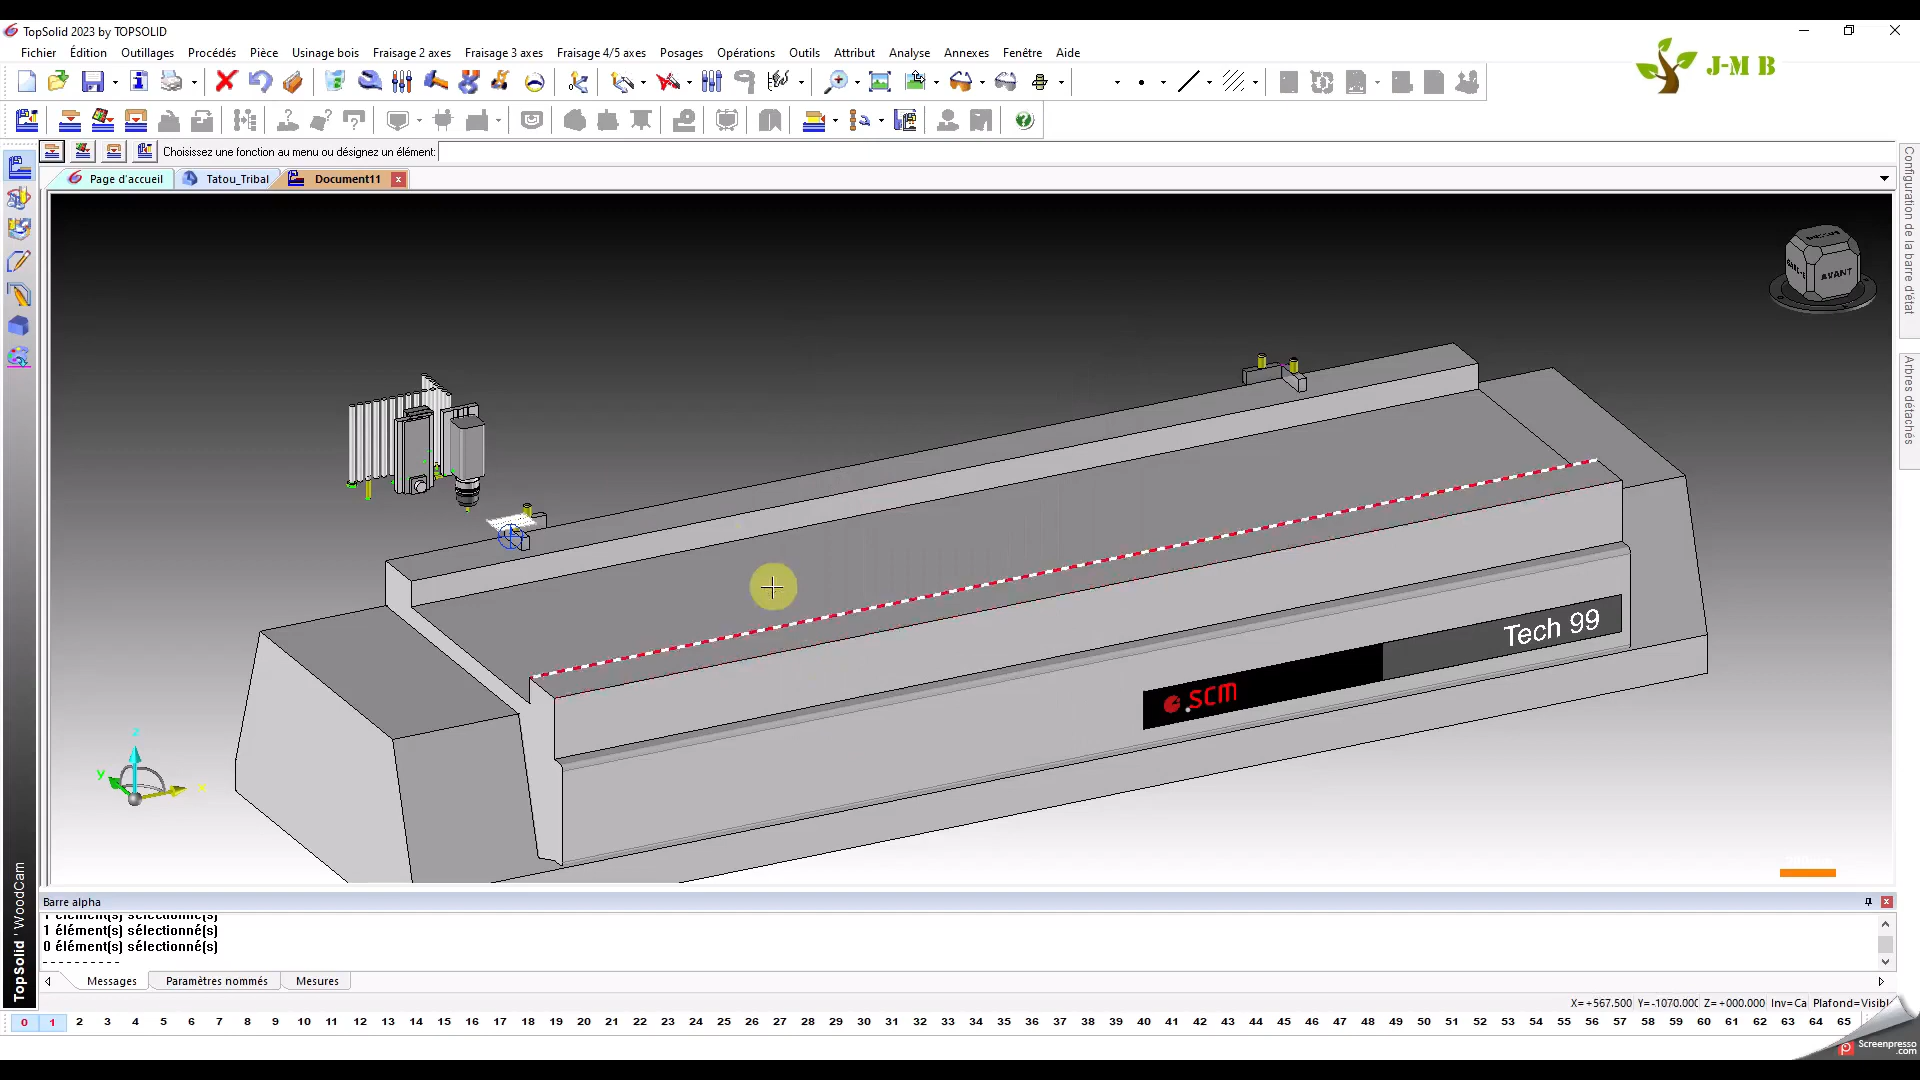 TopSolid 2023 by TOPSOLID
Fichier Édition Outillages Procédés Pièce Usinage bois Fraisage 2 axes Fraisage 3 axes Fraisage 4/5 axes Posages Opérations Outils Attribut Analyse Annexes Fenêtre Aide
J-M B
Choisissez une fonction au menu ou désignez un élément:
Page d'accueil Tatou_Tribal Document11
Configuration de la barre d'état
Arbres détachés
AVANT
Tech 99
scm
z
y
x
TopSolid'WoodCam
Barre alpha
1 élément(s) sélectionné(s)
1 élément(s) sélectionné(s)
0 élément(s) sélectionné(s)
----------
Messages Paramètres nommés Mesures
X=+567.500 Y=-1070.000 Z=+000.000 Inv=Ca Plafond=Visibl
0 1 2 3 4 5 6 7 8 9 10 11 12 13 14 15 16 17 18 19 20 21 22 23 24 25 26 27 28 29 30 31 32 33 34 35 36 37 38 39 40 41 42 43 44 45 46 47 48 49 50 51 52 53 54 55 56 57 58 59 60 61 62 63 64 65
Screenpresso
.com